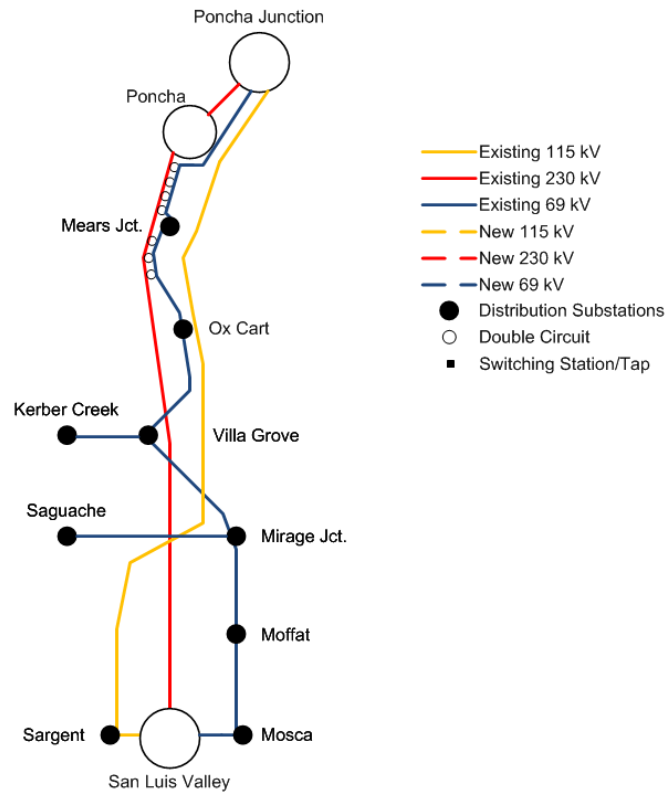 Poncha Junction
Poncha
Existing 115 kV
Existing 230 kV
Existing 69 kV
Mears Jct.
New 115 kV
New 230 kV
New 69 kV
Distribution Substations
Ox Cart
Double Circuit
Switching Station/Tap
Kerber Creek
Villa Grove
Saguache
Mirage Jct.
Moffat
Sargent
Mosca
San Luis Valley